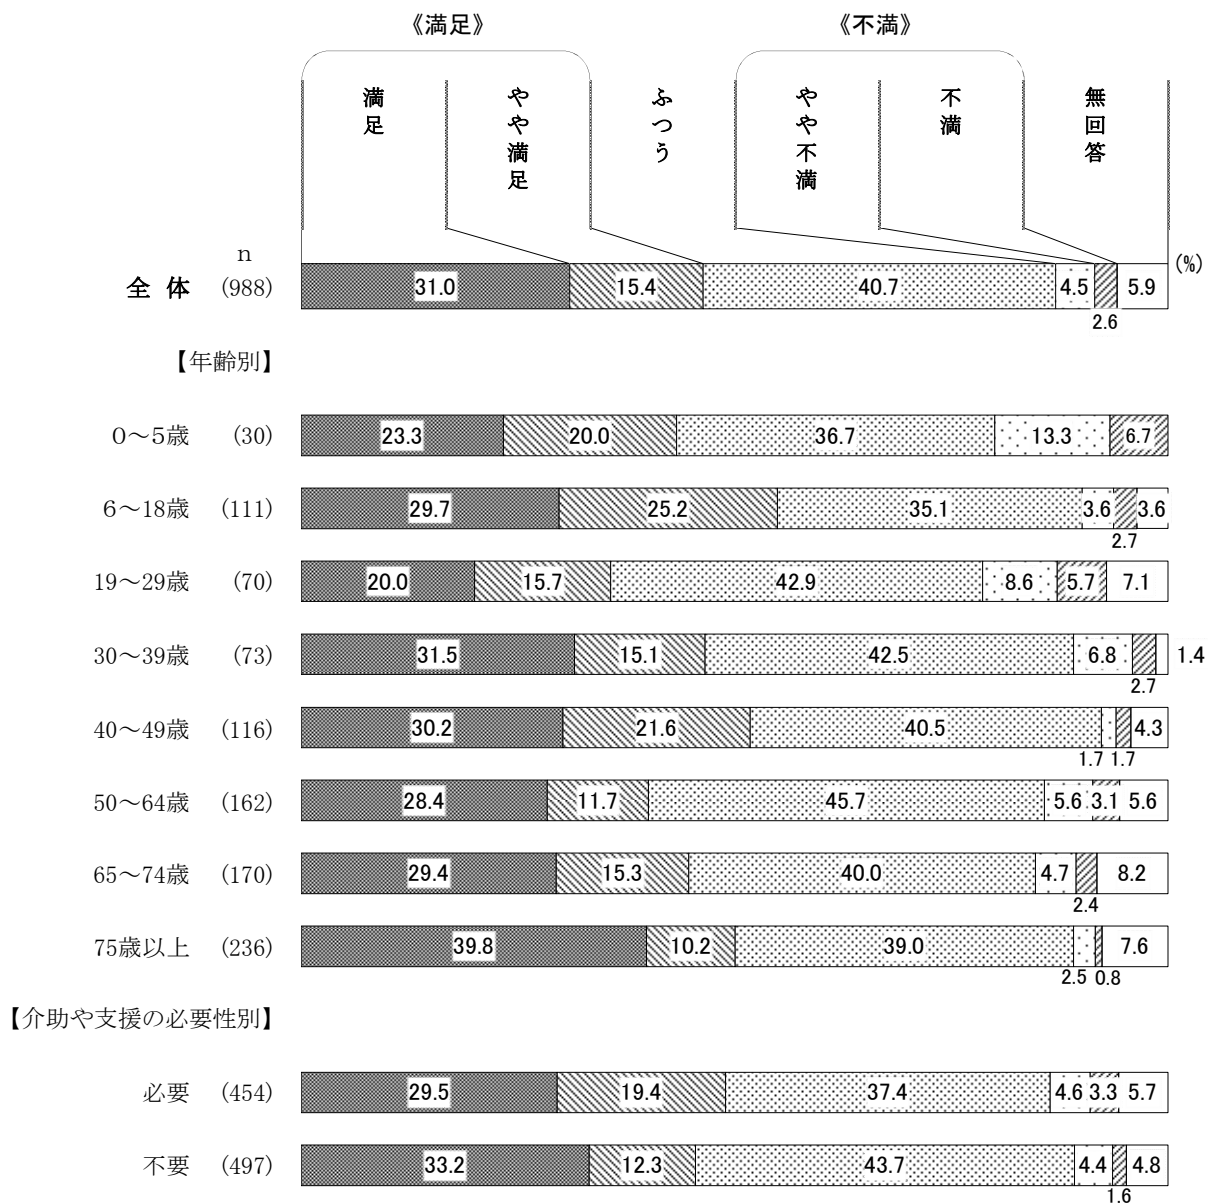 《満足》 《不満》
満足 やや満足 ふつう やや不満 不満 無回答
n
(%)
全体 (988) 31.0 15.4 40.7 4.5 2.6 5.9
【年齢別】
0～5歳 (30) 23.3 20.0 36.7 13.3 6.7
6～18歳 (111) 29.7 25.2 35.1 3.6 2.7 3.6
19～29歳 (70) 20.0 15.7 42.9 8.6 5.7 7.1
30～39歳 (73) 31.5 15.1 42.5 6.8 2.7 1.4
40～49歳 (116) 30.2 21.6 40.5 1.7 1.7 4.3
50～64歳 (162) 28.4 11.7 45.7 5.6 3.1 5.6
65～74歳 (170) 29.4 15.3 40.0 4.7 2.4 8.2
75歳以上 (236) 39.8 10.2 39.0 2.5 0.8 7.6
【介助や支援の必要性別】
必要 (454) 29.5 19.4 37.4 4.6 3.3 5.7
不要 (497) 33.2 12.3 43.7 4.4 1.6 4.8